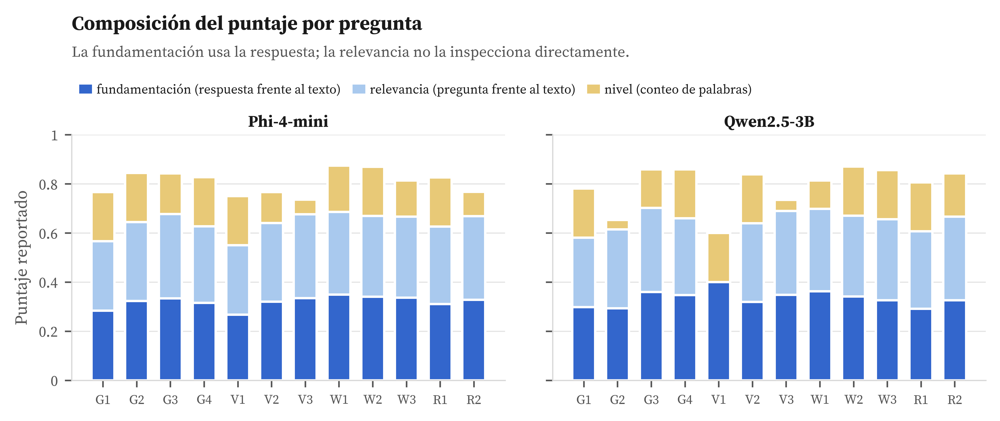 Composición del puntaje por pregunta
La fundamentación usa la respuesta; la relevancia no la inspecciona directamente.
fundamentación (respuesta frente al texto) relevancia (pregunta frente al texto) nivel (conteo de palabras)
Phi-4-mini
Qwen2.5-3B
Puntaje reportado
1
0.8
0.6
0.4
0.2
0
G1 G2 G3 G4 V1 V2 V3 W1 W2 W3 R1 R2
G1 G2 G3 G4 V1 V2 V3 W1 W2 W3 R1 R2